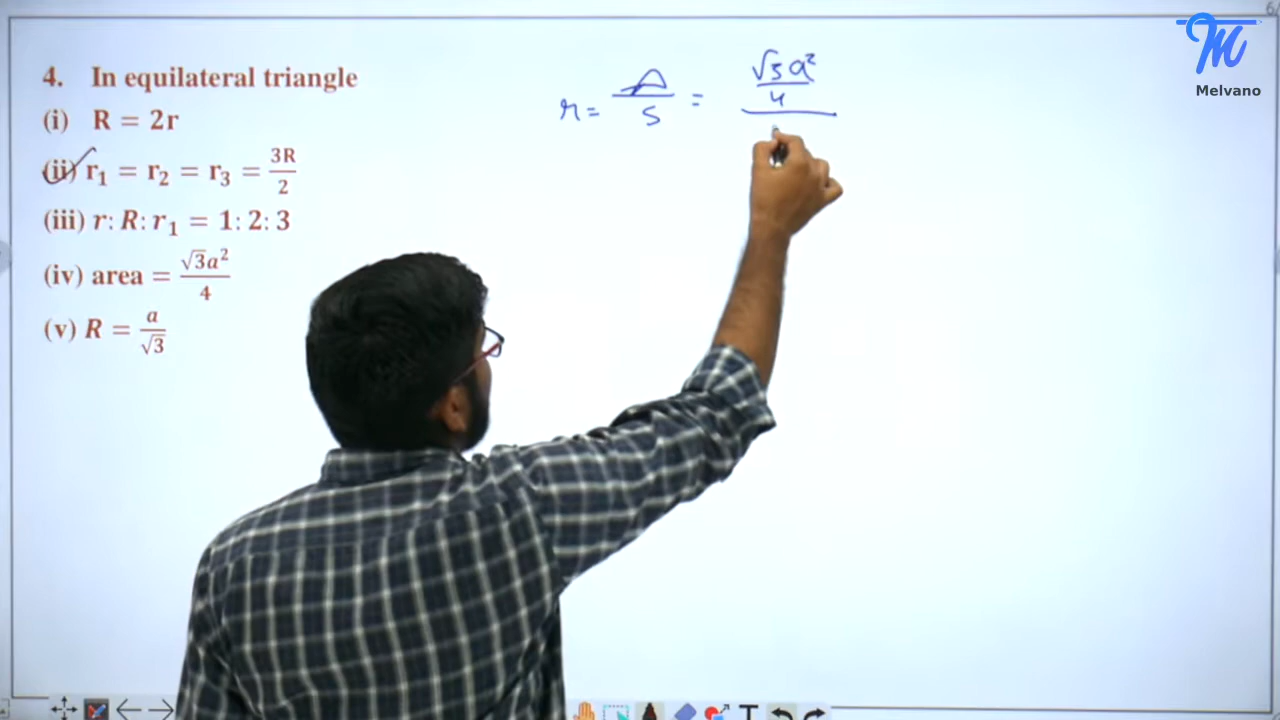 4. In equilateral triangle
(i) R = 2r
(ii) r₁ = r₂ = r₃ = 3R/2
(iii) r: R: r₁ = 1: 2: 3
(iv) area = √3a²/4
(v) R = a/√3
r = Δ/s = √3a²/4
Melvano
T